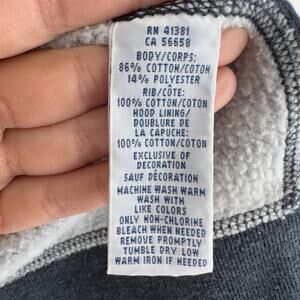 RN 41381
CA 56658
BODY/CORPS:
86% COTTON/COTON
14% POLYESTER
RIB/CÔTE:
100% COTTON/COTON
HOOD LINING/
DOUBLURE DE
LA CAPUCHE:
100% COTTON/COTON
EXCLUSIVE OF
DECORATION
SAUF DÉCORATION
MACHINE WASH WARM
WASH WITH
LIKE COLORS
ONLY NON-CHLORINE
BLEACH WHEN NEEDED
REMOVE PROMPTLY
TUMBLE DRY LOW
WARM IRON IF NEEDED